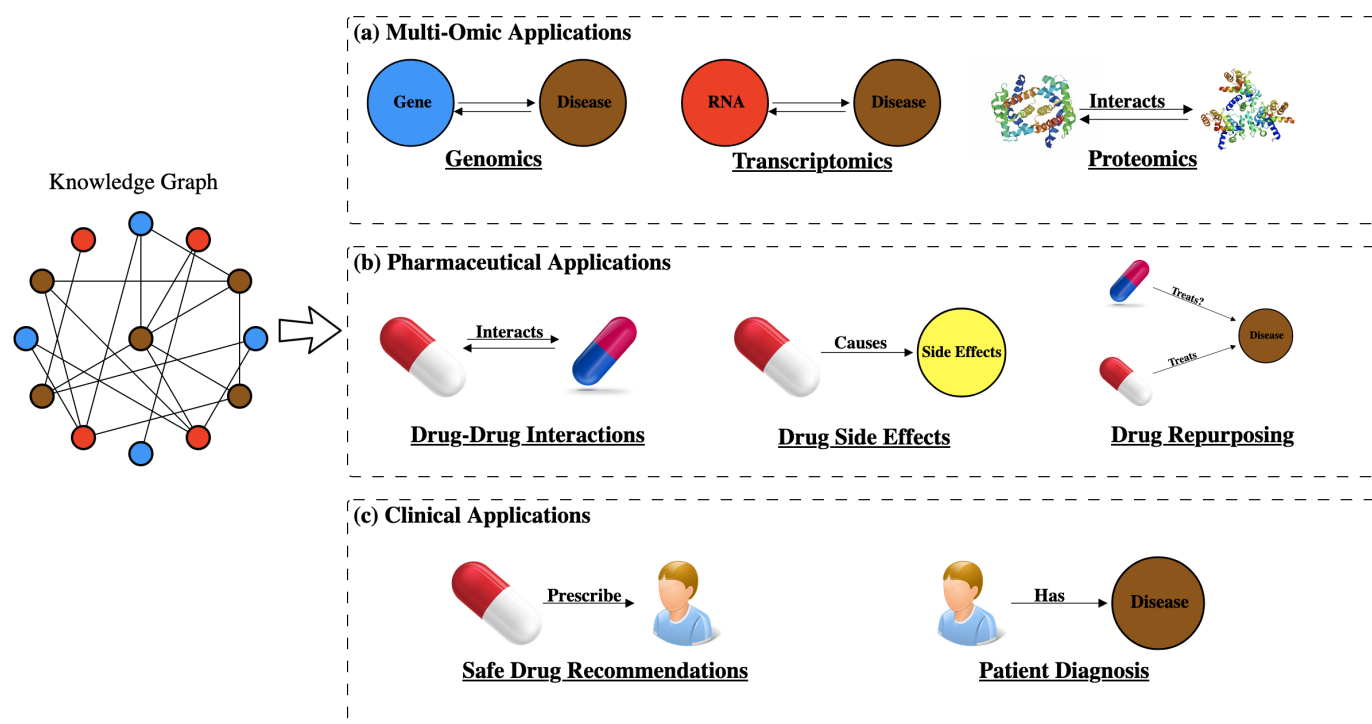 Knowledge Graph
(a) Multi-Omic Applications
Gene
Disease
Genomics
RNA
Disease
Transcriptomics
Interacts
Proteomics
(b) Pharmaceutical Applications
Interacts
Drug-Drug Interactions
Causes
Side Effects
Drug Side Effects
Treats?
Treats
Disease
Drug Repurposing
(c) Clinical Applications
Prescribe
Safe Drug Recommendations
Has
Disease
Patient Diagnosis